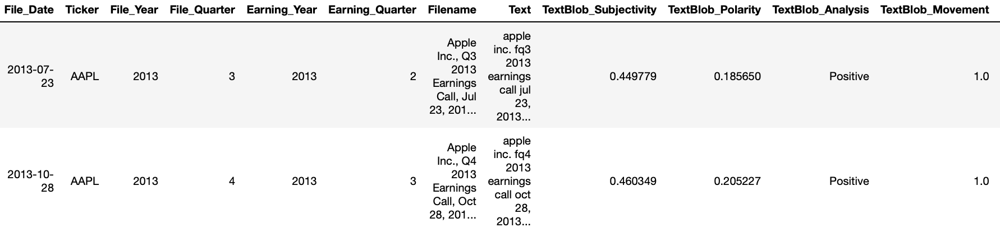 File_Date Ticker File_Year File_Quarter Earning_Year Earning_Quarter Filename Text TextBlob_Subjectivity TextBlob_Polarity TextBlob_Analysis TextBlob_Movement
2013-07-
23
AAPL
2013
3
2013
2
Apple
Inc., Q3
2013
Earnings
Call, Jul
23, 201...
apple
inc. fq3
2013
earnings
call jul
23,
2013...
0.449779
0.185650
Positive
1.0
2013-10-
28
AAPL
2013
4
2013
3
Apple
Inc., Q4
2013
Earnings
Call, Oct
28, 201...
apple
inc. fq4
2013
earnings
call oct
28,
2013...
0.460349
0.205227
Positive
1.0